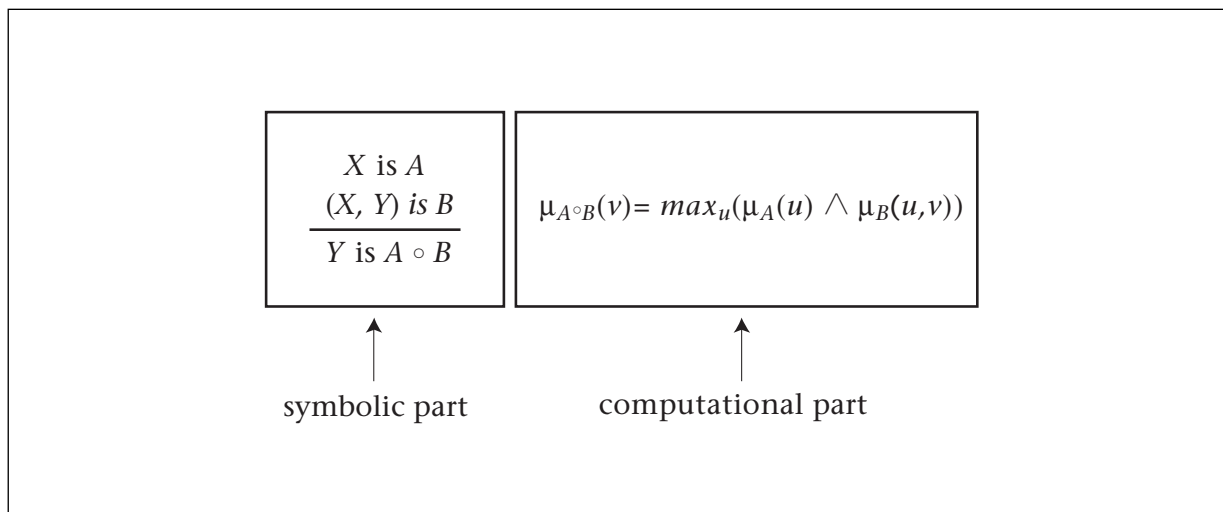 X is A
(X, Y) is B
Y is A ∘ B
μA∘B(v)= maxu(μA(u) ∧ μB(u,v))
symbolic part
computational part